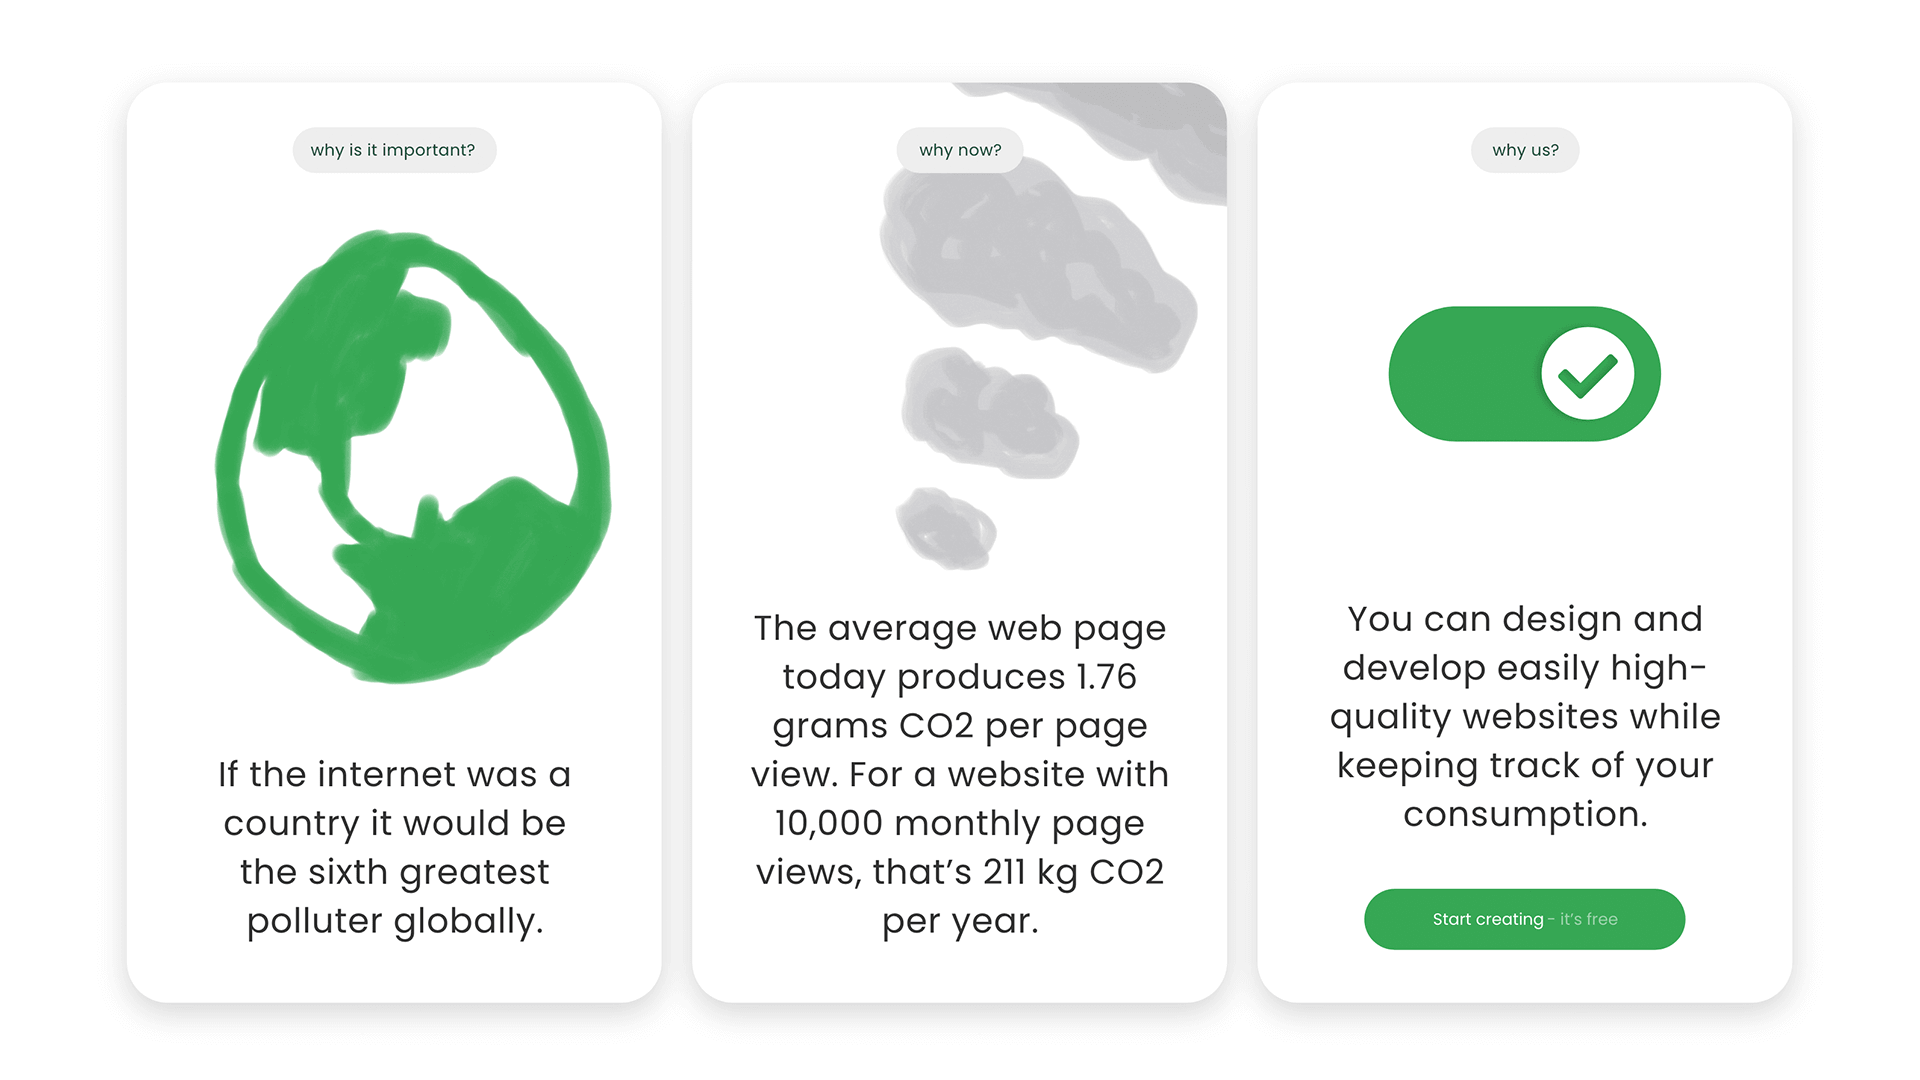 why is it important?
If the internet was a
country it would be
the sixth greatest
polluter globally.
why now?
The average web page
today produces 1.76
grams CO2 per page
view. For a website with
10,000 monthly page
views, that’s 211 kg CO2
per year.
why us?
You can design and
develop easily high-
quality websites while
keeping track of your
consumption.
Start creating - it’s free